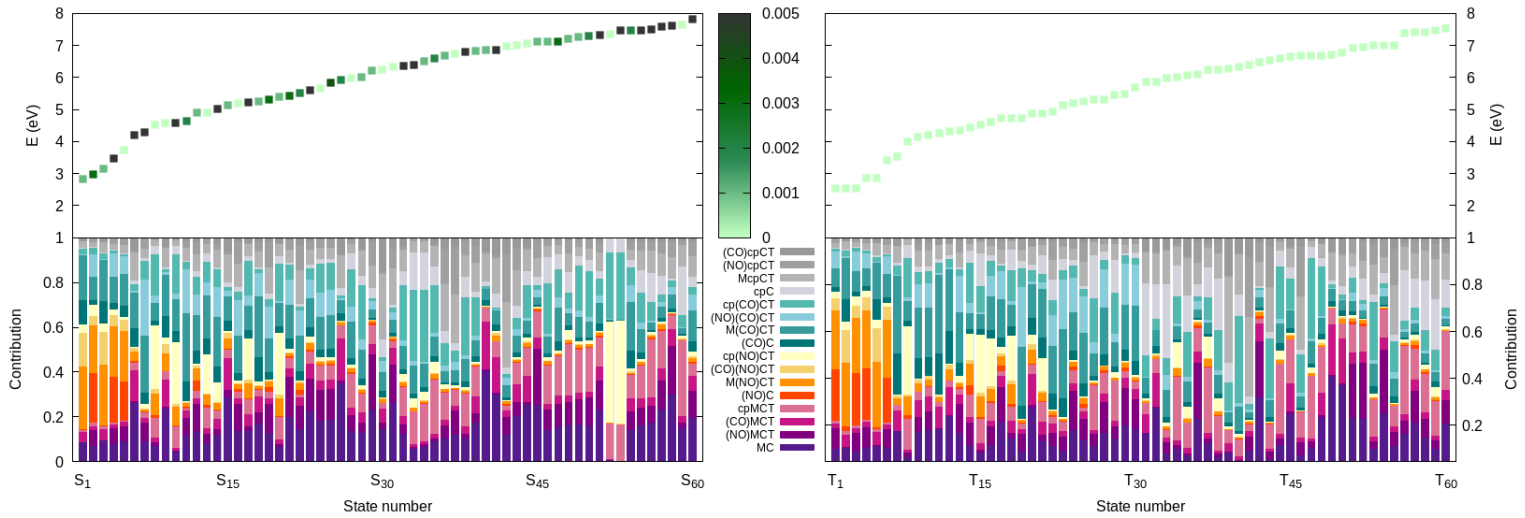 8
7
6
5
4
3
2
E (eV)
0.005
0.004
0.003
0.002
0.001
0
8
7
6
5
4
3
2
E (eV)
1
0.8
0.6
0.4
0.2
0
Contribution
(CO)cpCT
(NO)cpCT
McpCT
cpC
cp(CO)CT
(NO)(CO)CT
M(CO)CT
(CO)C
cp(NO)CT
(CO)(NO)CT
M(NO)CT
(NO)C
cpMCT
(CO)MCT
(NO)MCT
MC
1
0.8
0.6
0.4
0.2
Contribution
S1 S15 S30 S45 S60
State number
T1 T15 T30 T45 T60
State number